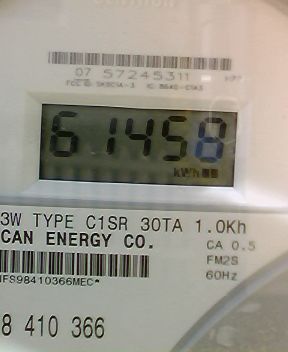 07 57245311
61458
kWh
3W TYPE C1SR 30TA 1.0Kh
CAN ENERGY CO.
CA 0.5
FM2S
60Hz
IFS98410366MEC*
8 410 366